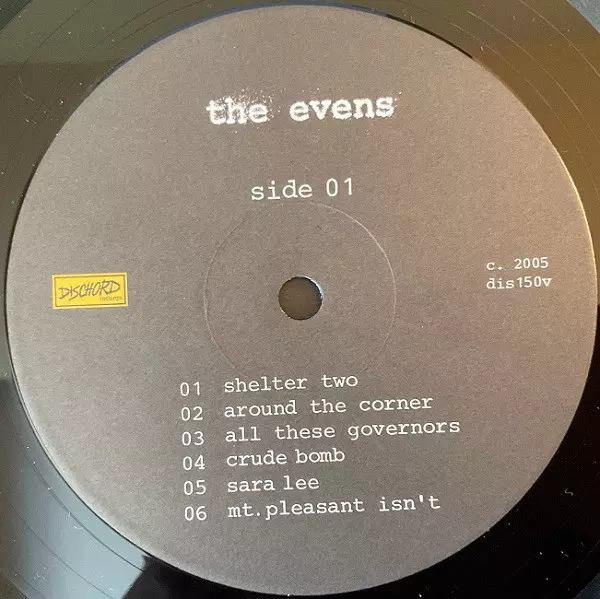 the evens
side 01
DISCHORD
records
c. 2005
dis150v
01 shelter two
02 around the corner
03 all these governors
04 crude bomb
05 sara lee
06 mt.pleasant isn't